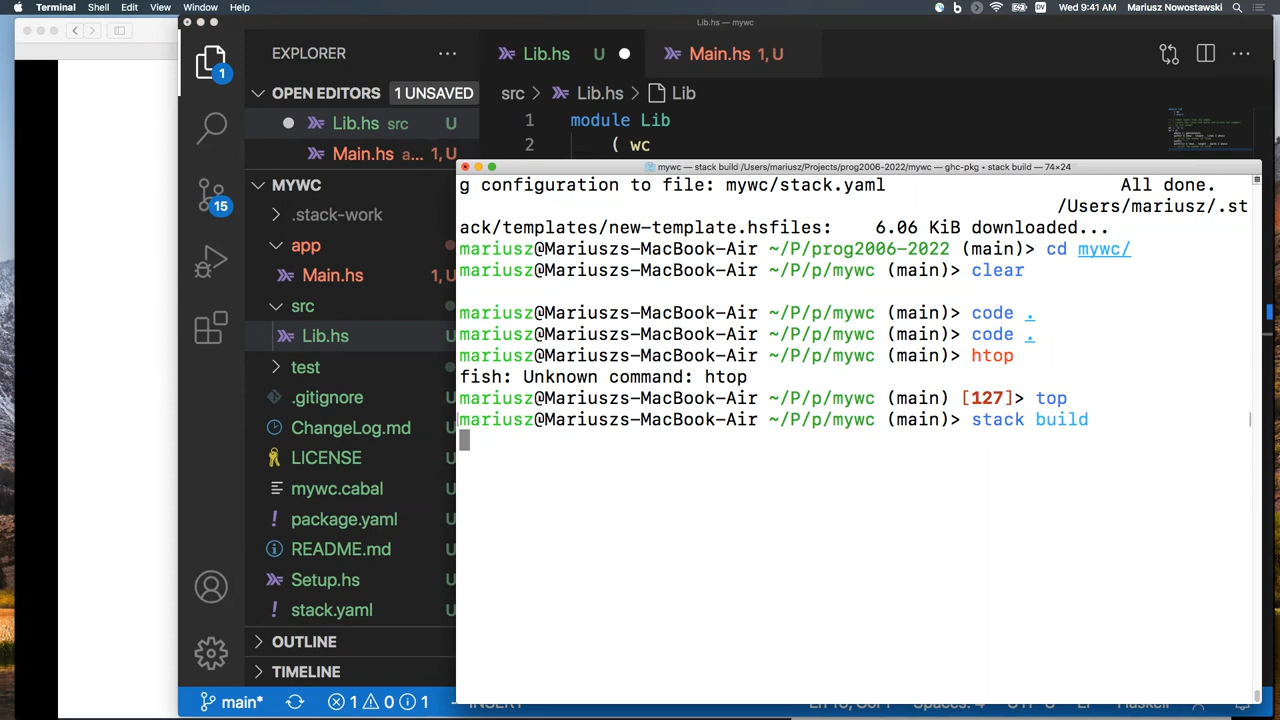 Terminal Shell Edit View Window Help
Wed 9:41 AM Mariusz Nowostawski
Lib.hs — mywc
EXPLORER
Lib.hs U
Main.hs 1, U
OPEN EDITORS 1 UNSAVED
src > Lib.hs > Lib
Lib.hs src U
Main.hs a... 1, U
1 module Lib
2 ( wc
MYWC
.stack-work
app
Main.hs 1, U
src
Lib.hs U
test
.gitignore U
ChangeLog.md U
LICENSE U
mywc.cabal U
package.yaml U
README.md U
Setup.hs U
stack.yaml U
OUTLINE
TIMELINE
1
15
mywc — stack build /Users/mariusz/Projects/prog2006-2022/mywc — ghc-pkg • stack build — 74×24
g configuration to file: mywc/stack.yaml All done.
/Users/mariusz/.st
ack/templates/new-template.hsfiles: 6.06 KiB downloaded...
mariusz@Mariuszs-MacBook-Air ~/P/prog2006-2022 (main)> cd mywc/
mariusz@Mariuszs-MacBook-Air ~/P/p/mywc (main)> clear
mariusz@Mariuszs-MacBook-Air ~/P/p/mywc (main)> code .
mariusz@Mariuszs-MacBook-Air ~/P/p/mywc (main)> code .
mariusz@Mariuszs-MacBook-Air ~/P/p/mywc (main)> htop
fish: Unknown command: htop
mariusz@Mariuszs-MacBook-Air ~/P/p/mywc (main) [127]> top
mariusz@Mariuszs-MacBook-Air ~/P/p/mywc (main)> stack build
main* 1 0 1